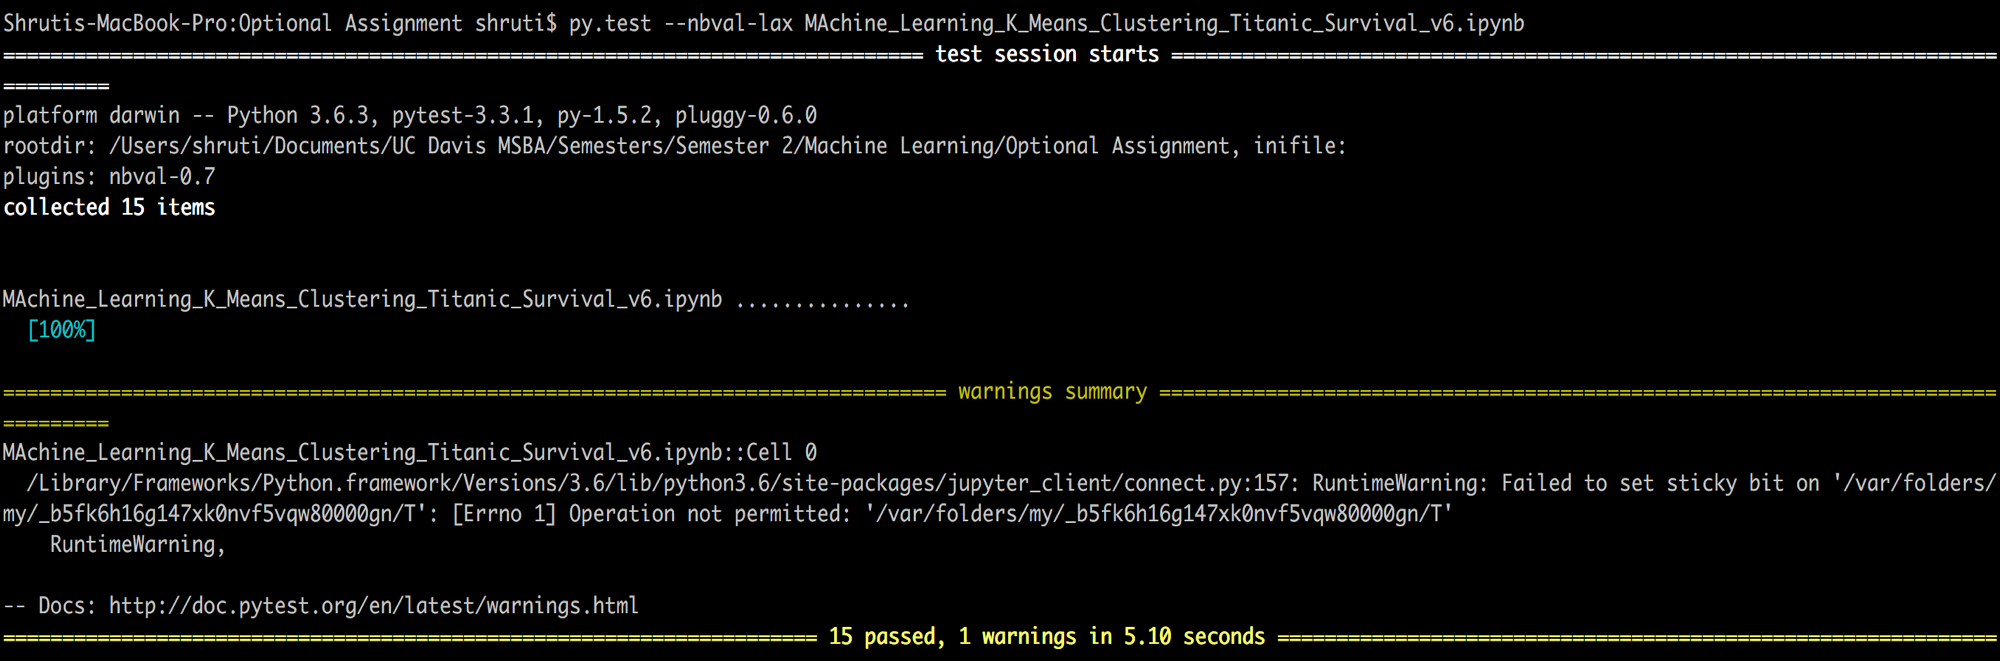 Shrutis-MacBook-Pro:Optional Assignment shruti$ py.test --nbval-lax MAchine_Learning_K_Means_Clustering_Titanic_Survival_v6.ipynb
============================================================================== test session starts ======================================================================
=========
platform darwin -- Python 3.6.3, pytest-3.3.1, py-1.5.2, pluggy-0.6.0
rootdir: /Users/shruti/Documents/UC Davis MSBA/Semesters/Semester 2/Machine Learning/Optional Assignment, inifile:
plugins: nbval-0.7
collected 15 items
MAchine_Learning_K_Means_Clustering_Titanic_Survival_v6.ipynb ...............
[100%]
================================================================================ warnings summary =======================================================================
=========
MAchine_Learning_K_Means_Clustering_Titanic_Survival_v6.ipynb::Cell 0
/Library/Frameworks/Python.framework/Versions/3.6/lib/python3.6/site-packages/jupyter_client/connect.py:157: RuntimeWarning: Failed to set sticky bit on '/var/folders/
my/_b5fk6h16g147xk0nvf5vqw80000gn/T': [Errno 1] Operation not permitted: '/var/folders/my/_b5fk6h16g147xk0nvf5vqw80000gn/T'
RuntimeWarning,
-- Docs: http://doc.pytest.org/en/latest/warnings.html
===================================================================== 15 passed, 1 warnings in 5.10 seconds =============================================================